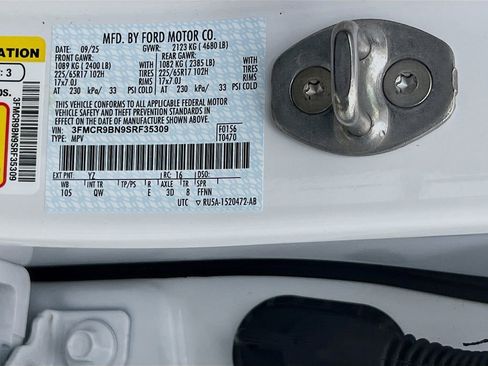 MFD. BY FORD MOTOR CO.
DATE: 09/25 GVWR: 2123 KG ( 4680 LB)
FRONT GAWR: REAR GAWR:
1089 KG ( 2400 LB) WITH 1082 KG ( 2385 LB) WITH
225/65R17 102H TIRES 225/65R17 102H TIRES
17x7.0J RIMS 17x7.0J RIMS
AT 230 kPa/ 33 PSI COLD AT 230 kPa/ 33 PSI COLD
THIS VEHICLE CONFORMS TO ALL APPLICABLE FEDERAL MOTOR
VEHICLE SAFETY AND THEFT PREVENTION STANDARDS IN
EFFECT ON THE DATE OF MANUFACTURE SHOWN ABOVE.
VIN: 3FMCR9BN9SRF35309 F0156
TYPE: MPV T0470
EXT PNT: YZ RC: 16 DSO:
WB INT TR TP/PS R AXLE TR SPR
105 QW E 3D 8 FFNN
UTC RU5A-1520472-AB
ATION
: 3
OS.
3FMCR9BN9SRF35309